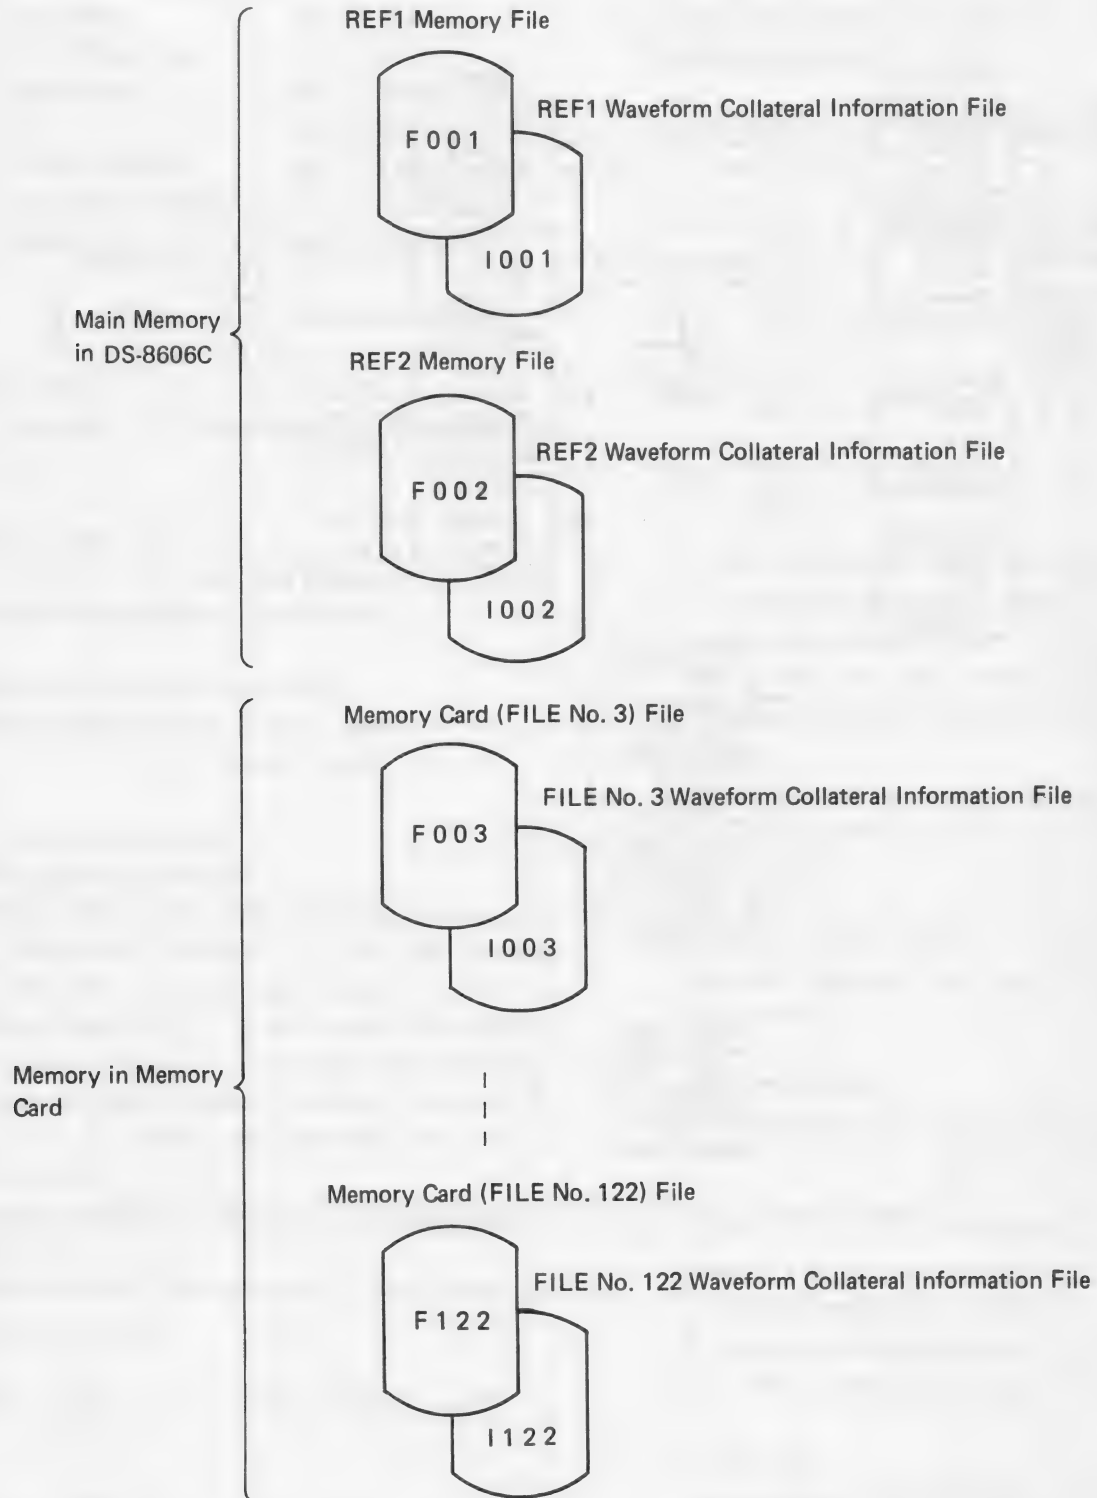 REF1 Memory File
REF1 Waveform Collateral Information File
F001
I001
Main Memory
in DS-8606C
REF2 Memory File
REF2 Waveform Collateral Information File
F002
I002
Memory Card (FILE No. 3) File
FILE No. 3 Waveform Collateral Information File
F003
I003
Memory in Memory
Card
Memory Card (FILE No. 122) File
FILE No. 122 Waveform Collateral Information File
F122
I122